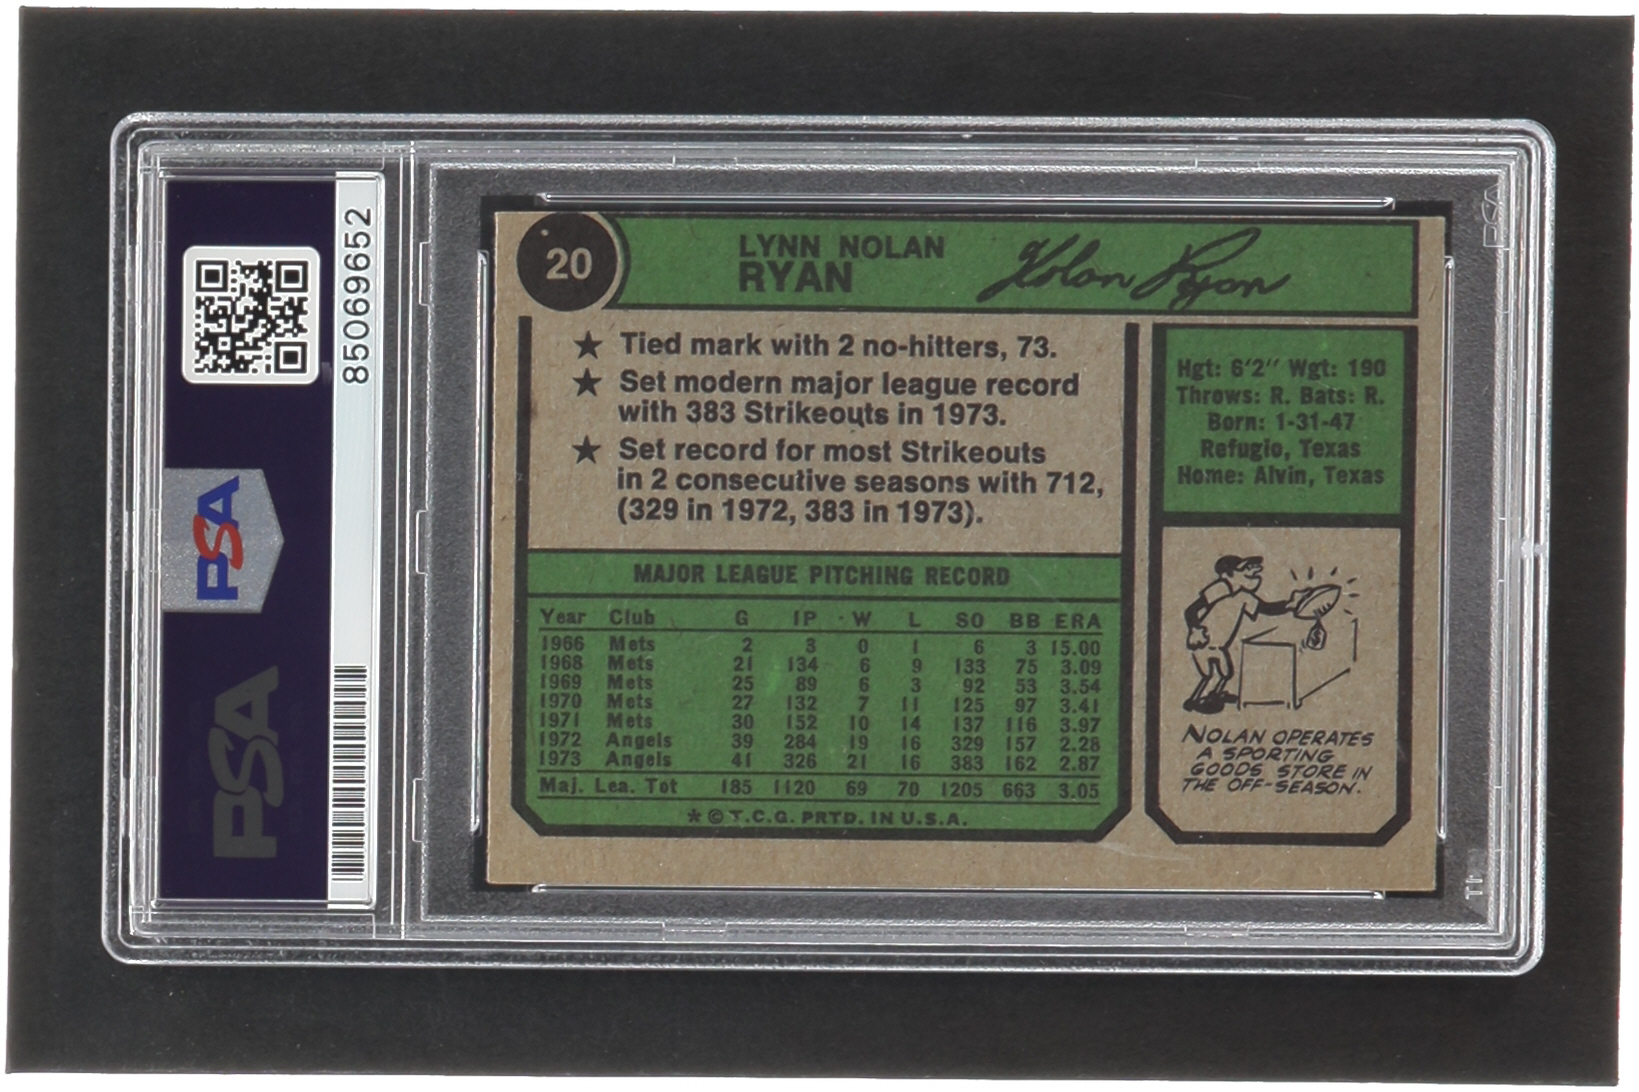 85069652
PSA
PSA
PSA
20
LYNN NOLAN
RYAN
Nolan Ryan
★ Tied mark with 2 no-hitters, 73.
★ Set modern major league record
with 383 Strikeouts in 1973.
★ Set record for most Strikeouts
in 2 consecutive seasons with 712,
(329 in 1972, 383 in 1973).
Hgt: 6'2" Wgt: 190
Throws: R. Bats: R.
Born: 1-31-47
Refugio, Texas
Home: Alvin, Texas
MAJOR LEAGUE PITCHING RECORD
Year Club G IP W L SO BB ERA
1966 Mets 2 3 0 1 6 3 15.00
1968 Mets 21 134 6 9 133 75 3.09
1969 Mets 25 89 6 3 92 53 3.54
1970 Mets 27 132 7 11 125 97 3.41
1971 Mets 30 152 10 14 137 116 3.97
1972 Angels 39 284 19 16 329 157 2.28
1973 Angels 41 326 21 16 383 162 2.87
Maj. Lea. Tot 185 1120 69 70 1205 663 3.05
* © T.C.G. PRTD. IN U.S.A.
$
NOLAN OPERATES
A SPORTING
GOODS STORE IN
THE OFF-SEASON.